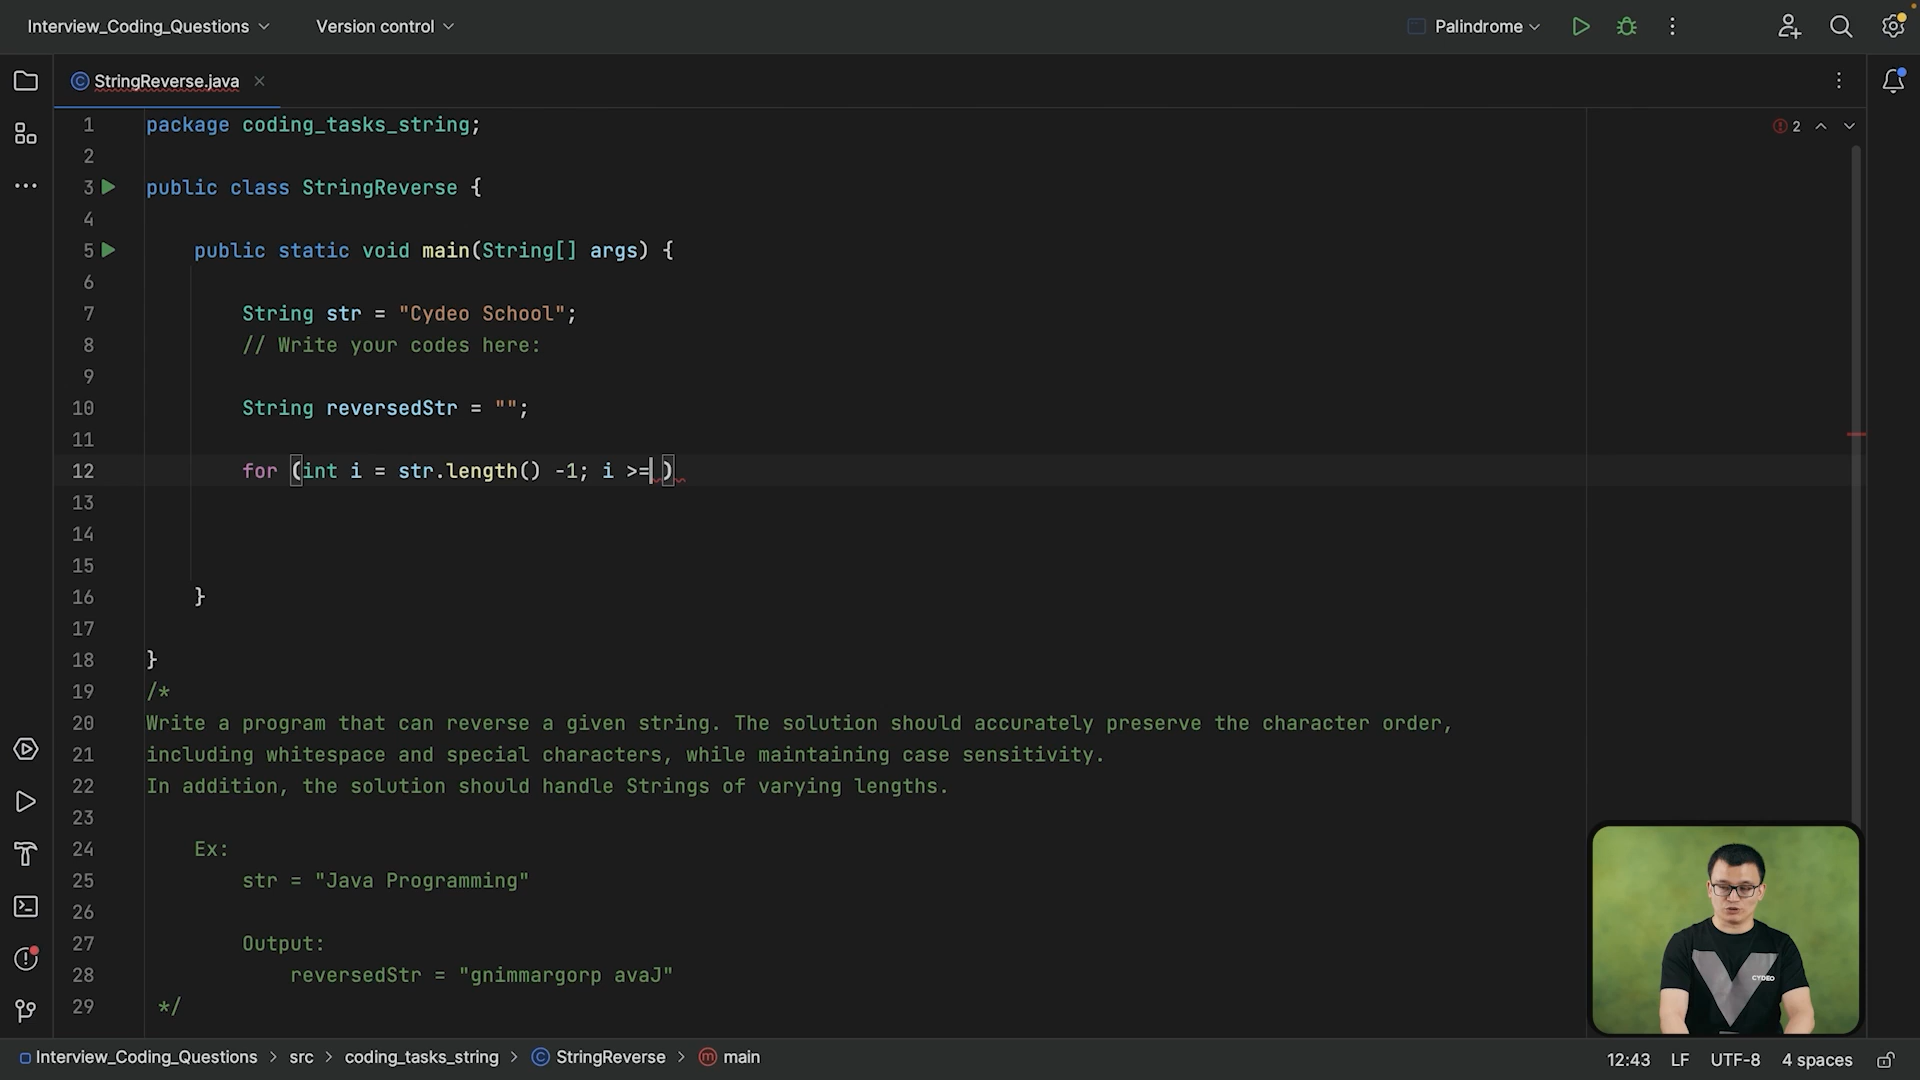 Interview_Coding_Questions Version control Palindrome
StringReverse.java
1 package coding_tasks_string; 2
2
3 public class StringReverse {
4
5 public static void main(String[] args) {
6
7 String str = "Cydeo School";
8 // Write your codes here:
9
10 String reversedStr = "";
11
12 for (int i = str.length() -1; i >= )
13
14
15
16 }
17
18 }
19 /*
20 Write a program that can reverse a given string. The solution should accurately preserve the character order,
21 including whitespace and special characters, while maintaining case sensitivity.
22 In addition, the solution should handle Strings of varying lengths.
23
24 Ex:
25 str = "Java Programming"
26
27 Output:
28 reversedStr = "gnimmargorp avaJ"
29 */
CYDEO
Interview_Coding_Questions > src > coding_tasks_string > StringReverse > main 12:43 LF UTF-8 4 spaces